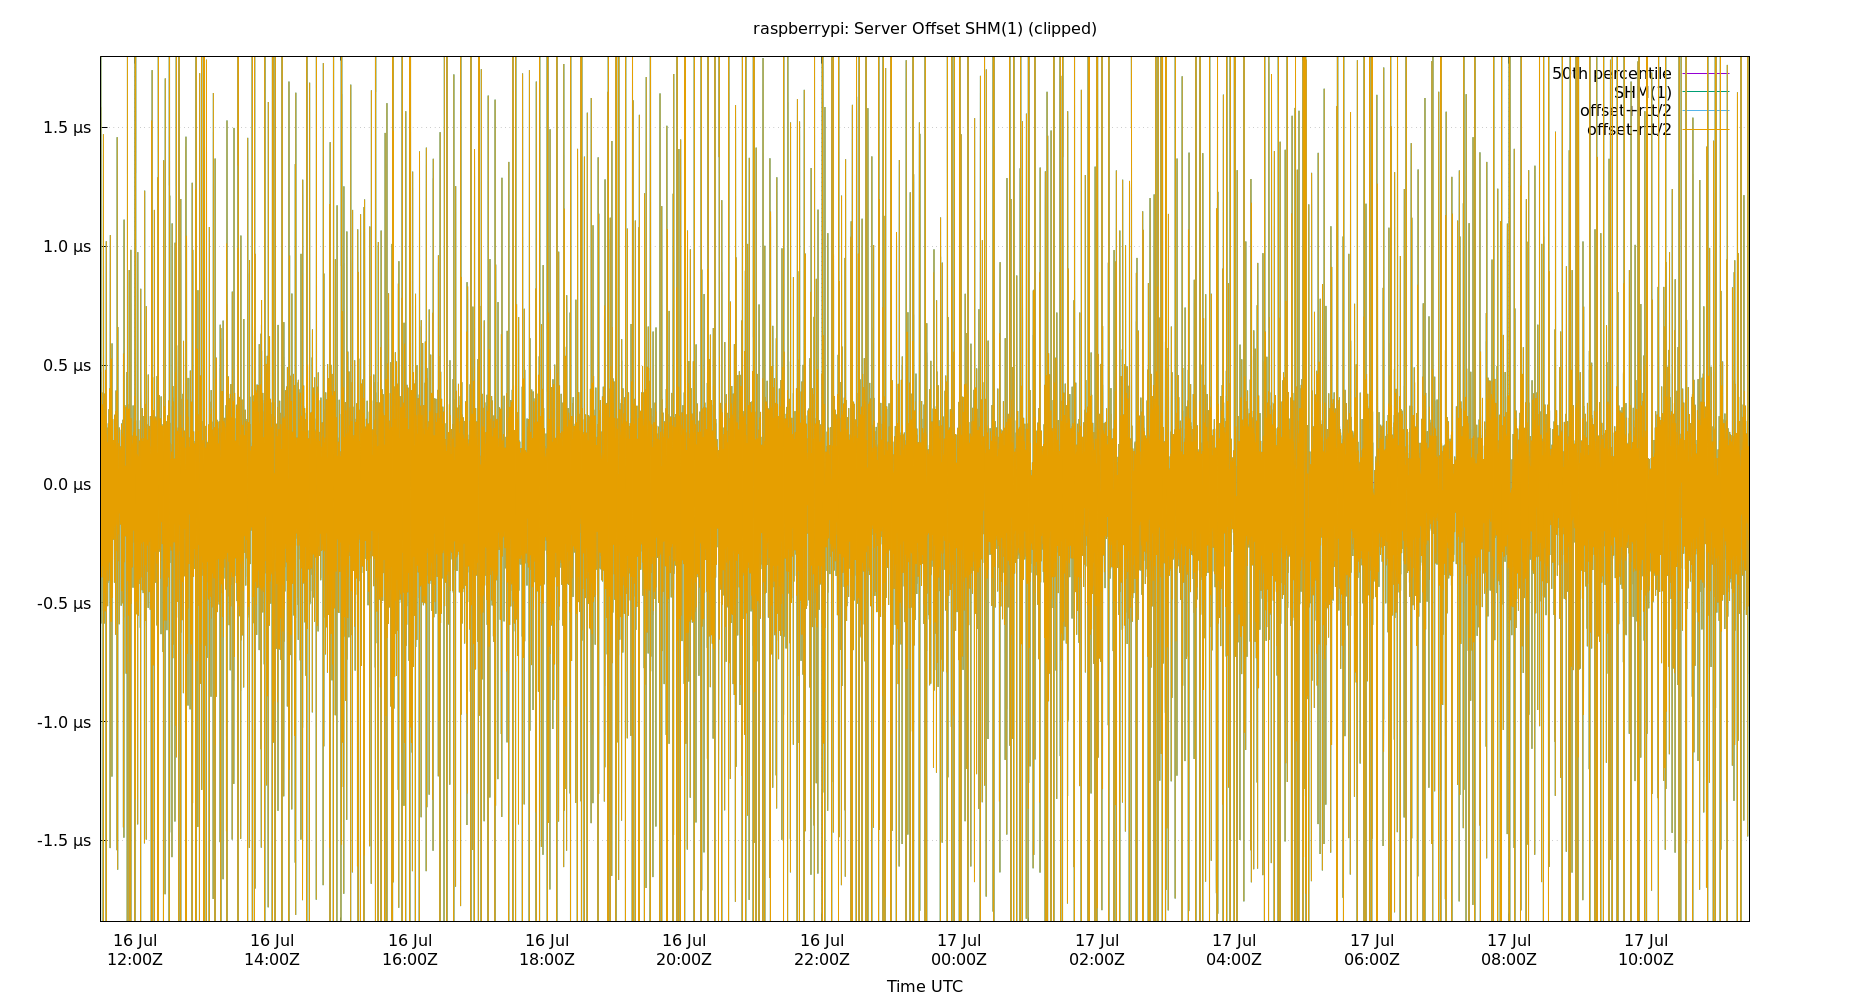 raspberrypi: Server Offset SHM(1) (clipped)
50th percentile
SHM(1)
offset+rtt/2
offset-rtt/2
1.5 µs
1.0 µs
0.5 µs
0.0 µs
-0.5 µs
-1.0 µs
-1.5 µs
16 Jul 16 Jul 16 Jul 16 Jul 16 Jul 16 Jul 17 Jul 17 Jul 17 Jul 17 Jul 17 Jul 17 Jul
12:00Z 14:00Z 16:00Z 18:00Z 20:00Z 22:00Z 00:00Z 02:00Z 04:00Z 06:00Z 08:00Z 10:00Z
Time UTC